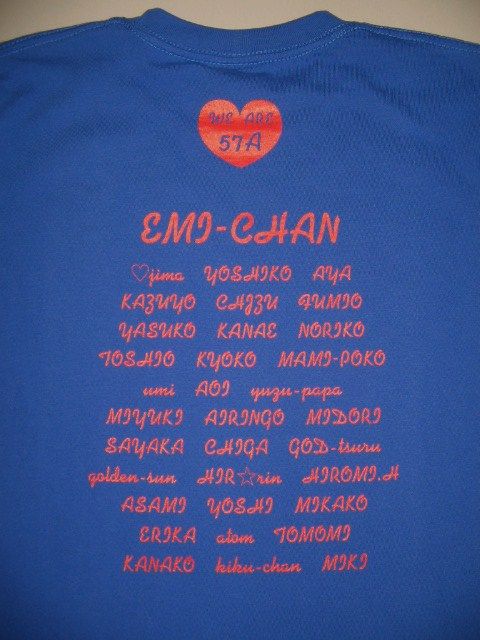 WE ARE
57A
EMI-CHAN
♡jima YOSHIKO AYA
KAZUYO CHIZU FUMIO
YASUKO KANAE NORIKO
TOSHIO KYOKO MAMI-POKO
umi AOI yuzu-papa
MIYUKI AIRINGO MIDORI
SAYAKA CHIGA GOD-tsuru
golden-sun HIR☆rin HIROMI.H
ASAMI YOSHI MIKAKO
ERIKA atom TOMOMI
KANAKO kiku-chan MIKI